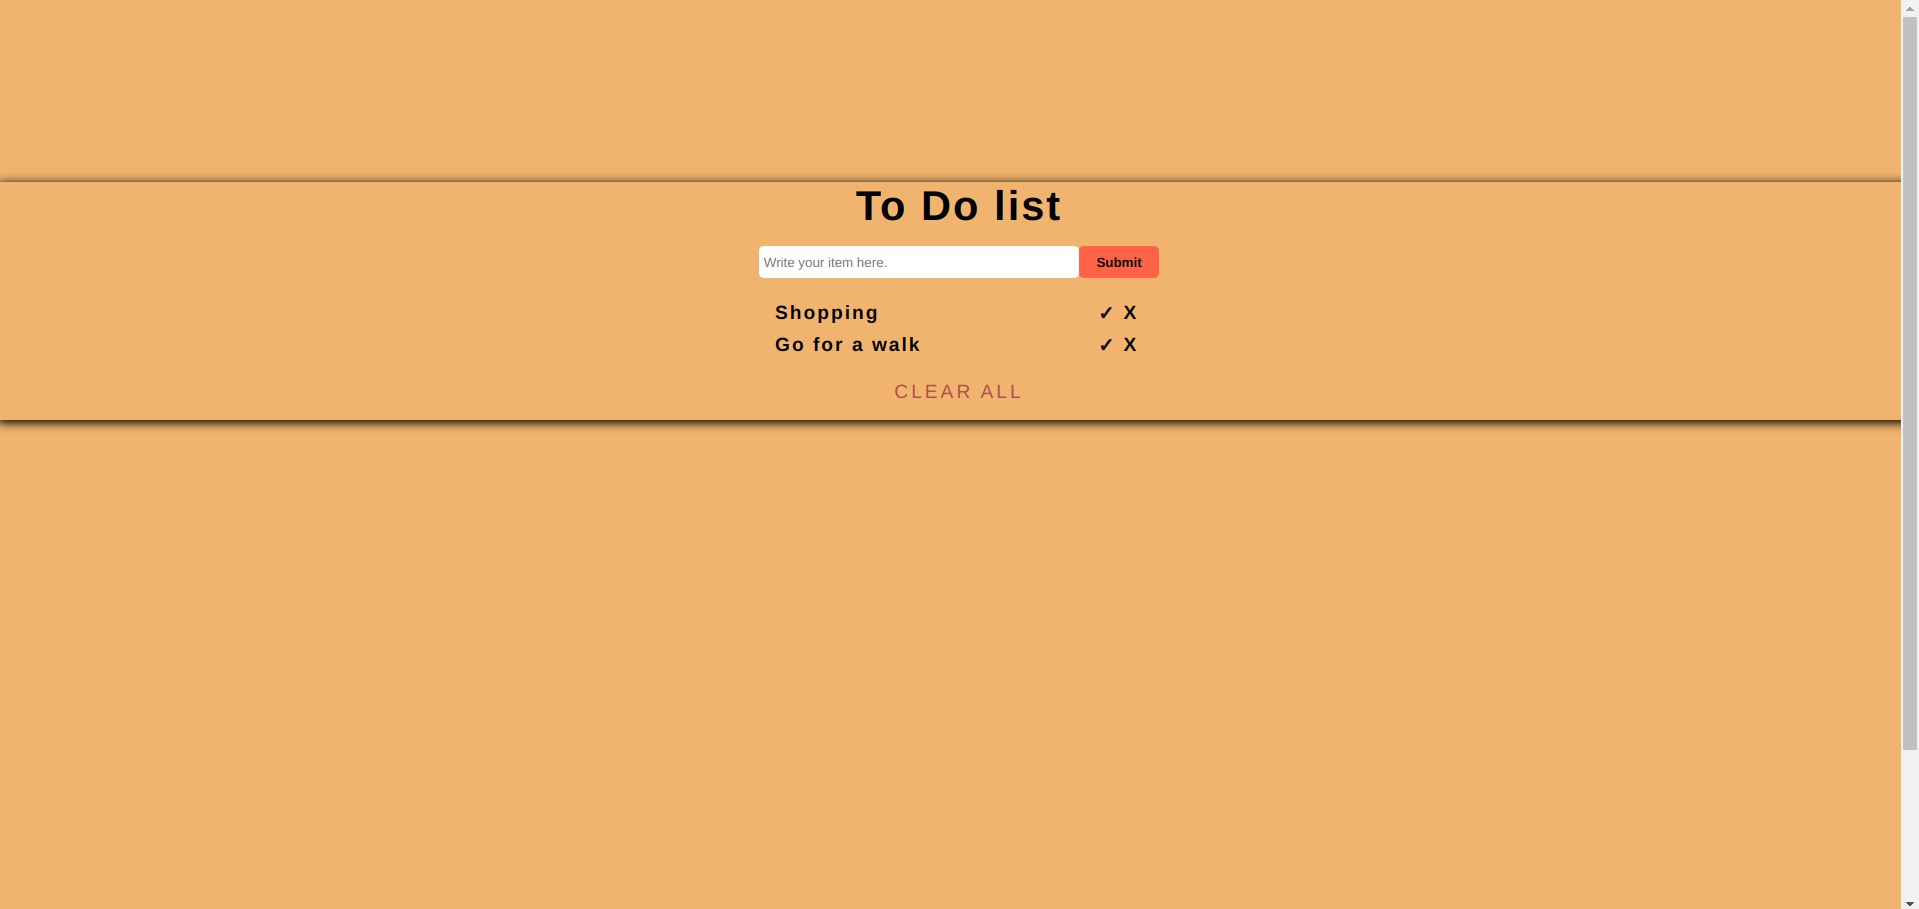 To Do list
Write your item here. Submit
Shopping ✓ X
Go for a walk ✓ X
CLEAR ALL